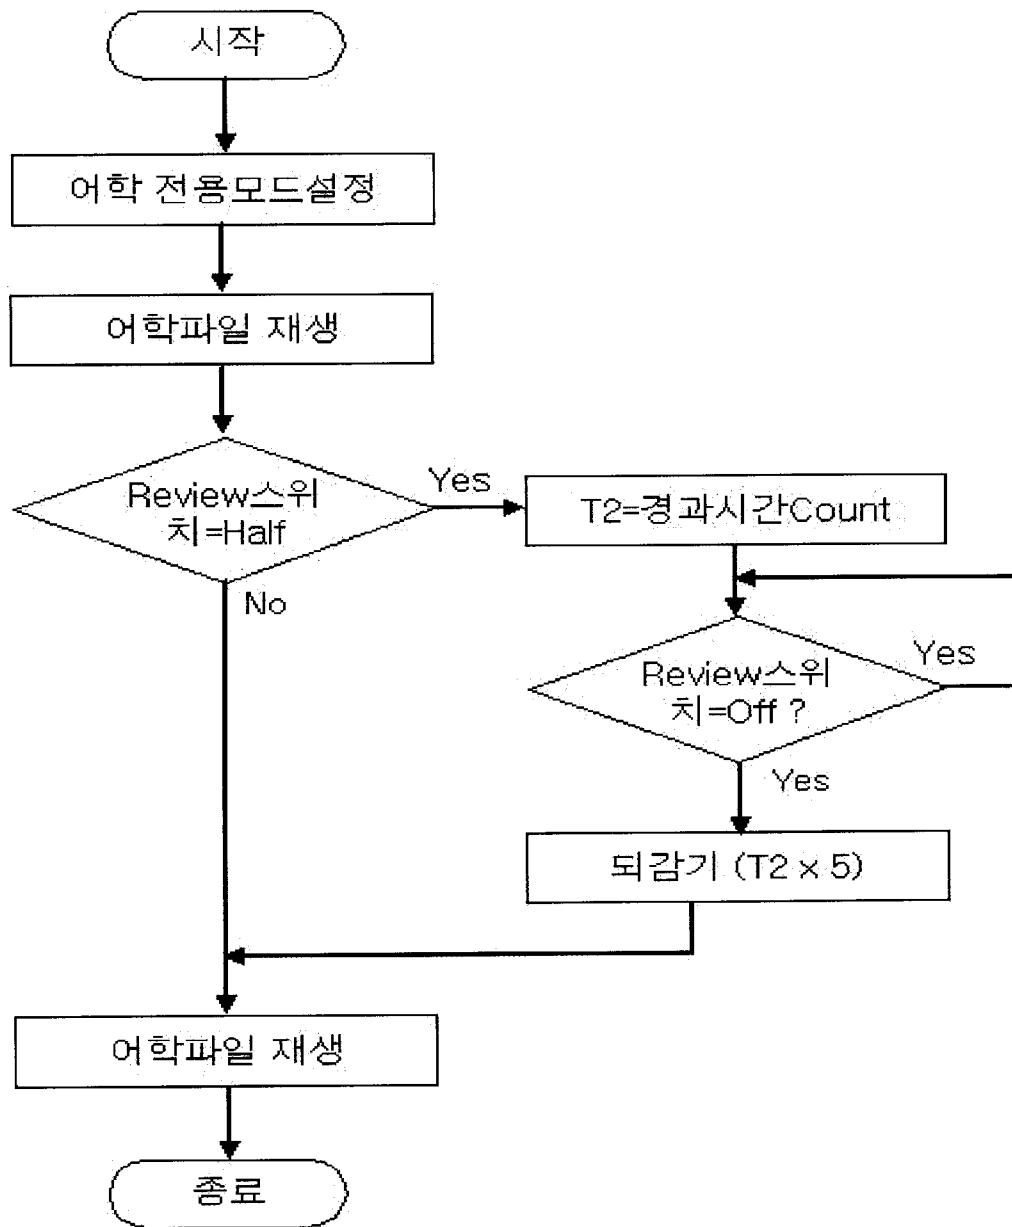 시작
어학 전용모드설정
어학파일 재생
Review스위
치=Half
Yes
No
T2=경과시간Count
Review스위
치=Off ?
Yes
Yes
되감기 (T2 x 5)
어학파일 재생
종료